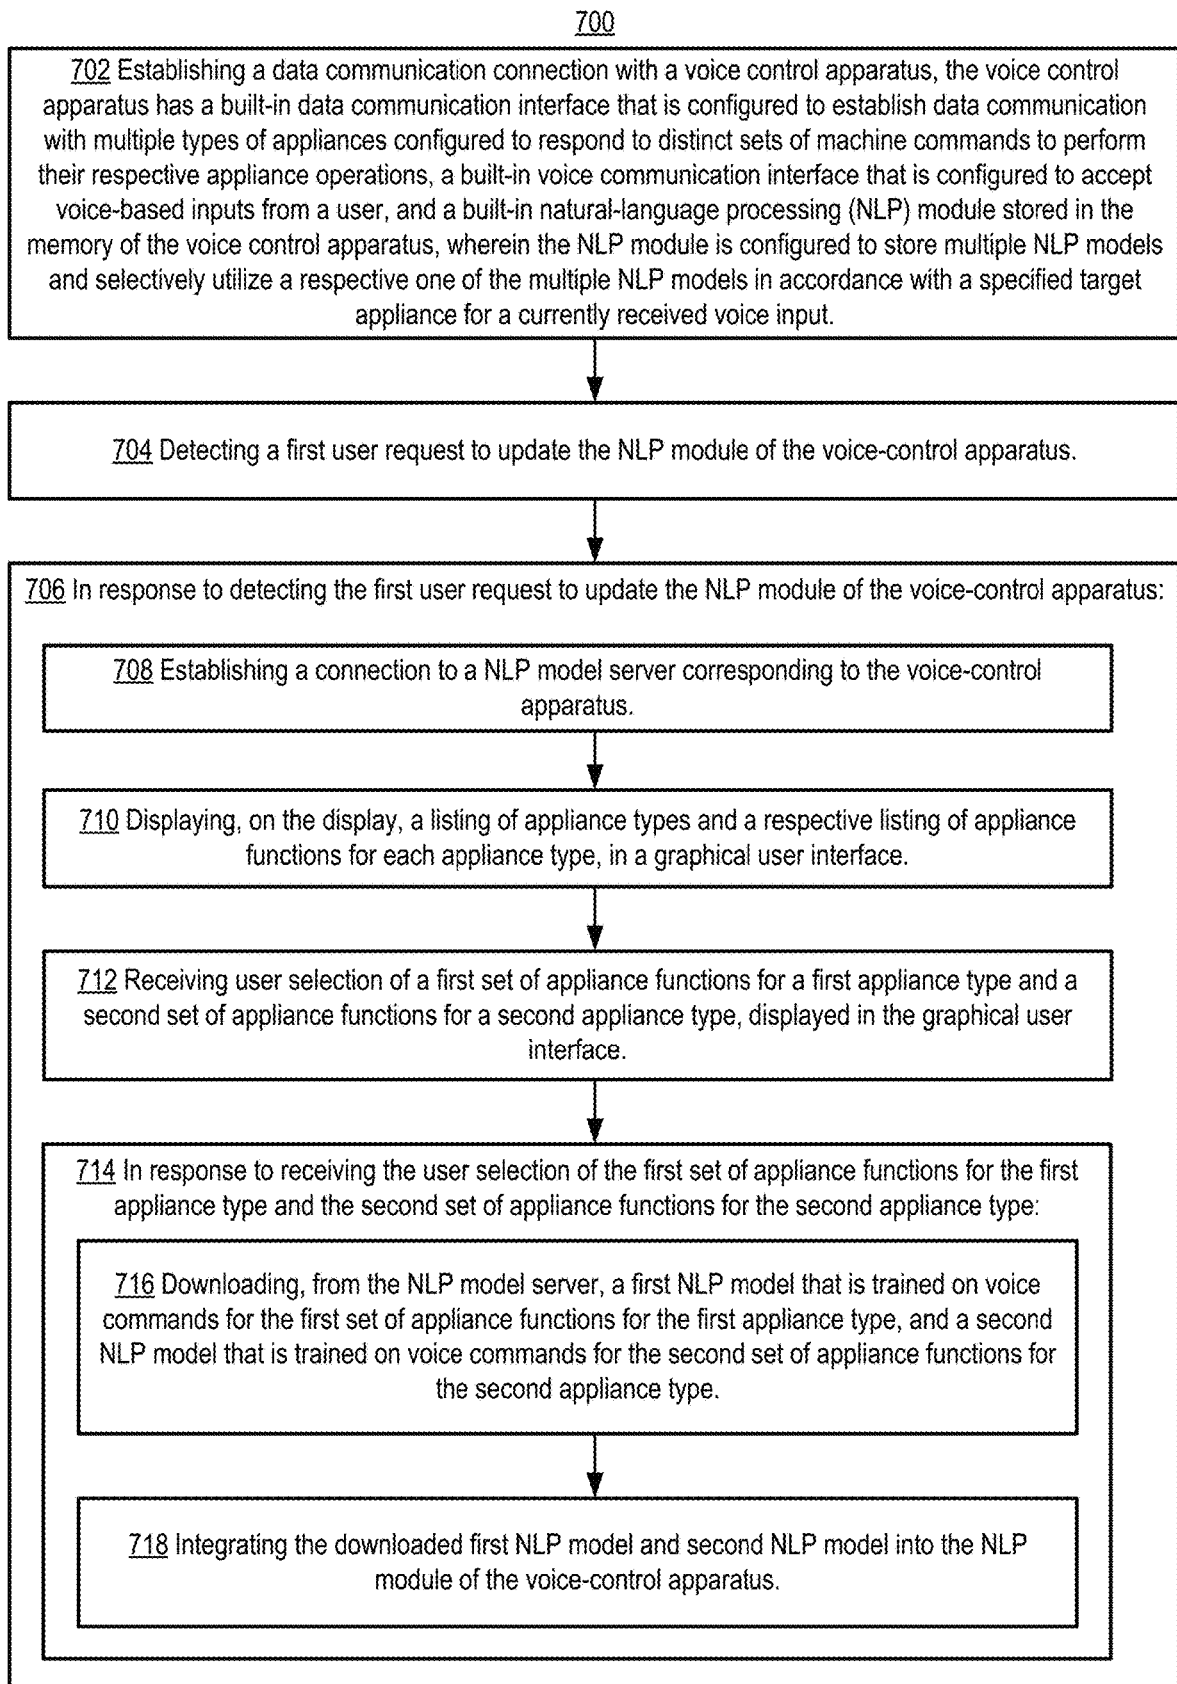 700
702 Establishing a data communication connection with a voice control apparatus, the voice control
apparatus has a built-in data communication interface that is configured to establish data communication
with multiple types of appliances configured to respond to distinct sets of machine commands to perform
their respective appliance operations, a built-in voice communication interface that is configured to accept
voice-based inputs from a user, and a built-in natural-language processing (NLP) module stored in the
memory of the voice control apparatus, wherein the NLP module is configured to store multiple NLP models
and selectively utilize a respective one of the multiple NLP models in accordance with a specified target
appliance for a currently received voice input.
704 Detecting a first user request to update the NLP module of the voice-control apparatus.
706 In response to detecting the first user request to update the NLP module of the voice-control apparatus:
708 Establishing a connection to a NLP model server corresponding to the voice-control
apparatus.
710 Displaying, on the display, a listing of appliance types and a respective listing of appliance
functions for each appliance type, in a graphical user interface.
712 Receiving user selection of a first set of appliance functions for a first appliance type and a
second set of appliance functions for a second appliance type, displayed in the graphical user
interface.
714 In response to receiving the user selection of the first set of appliance functions for the first
appliance type and the second set of appliance functions for the second appliance type:
716 Downloading, from the NLP model server, a first NLP model that is trained on voice
commands for the first set of appliance functions for the first appliance type, and a second
NLP model that is trained on voice commands for the second set of appliance functions for
the second appliance type.
718 Integrating the downloaded first NLP model and second NLP model into the NLP
module of the voice-control apparatus.